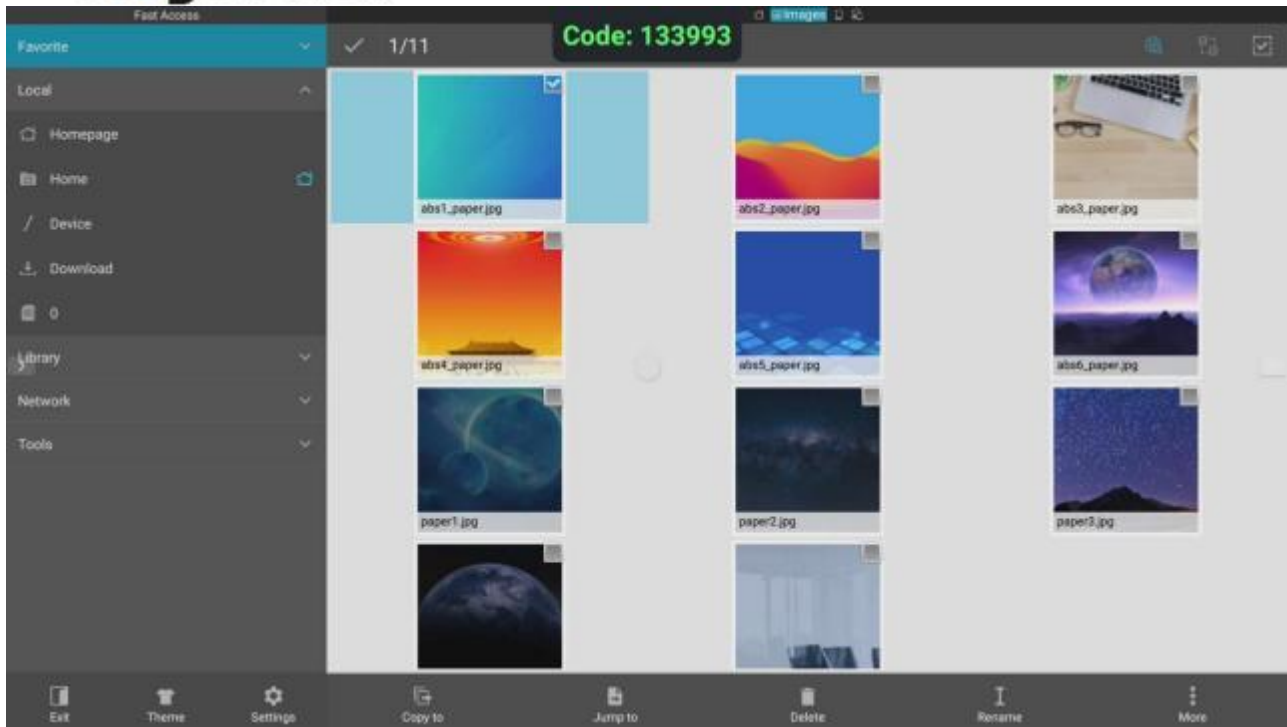 Fast Access
Images
Favorite
1/11
Code: 133993
Local
Homepage
Home
Device
Download
0
Library
Network
Tools
abs1_paper.jpg
abs2_paper.jpg
abs3_paper.jpg
abs4_paper.jpg
abs5_paper.jpg
abs6_paper.jpg
paper1.jpg
paper2.jpg
paper3.jpg
Exit
Theme
Settings
Copy to
Jump to
Delete
Rename
More